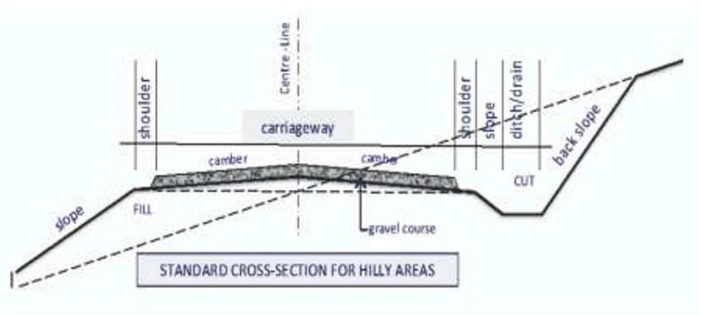 Centre -Line
shoulder
shoulder
slope
ditch/drain
carriageway
camber
camber
back slope
CUT
slope
FILL
gravel course
STANDARD CROSS-SECTION FOR HILLY AREAS